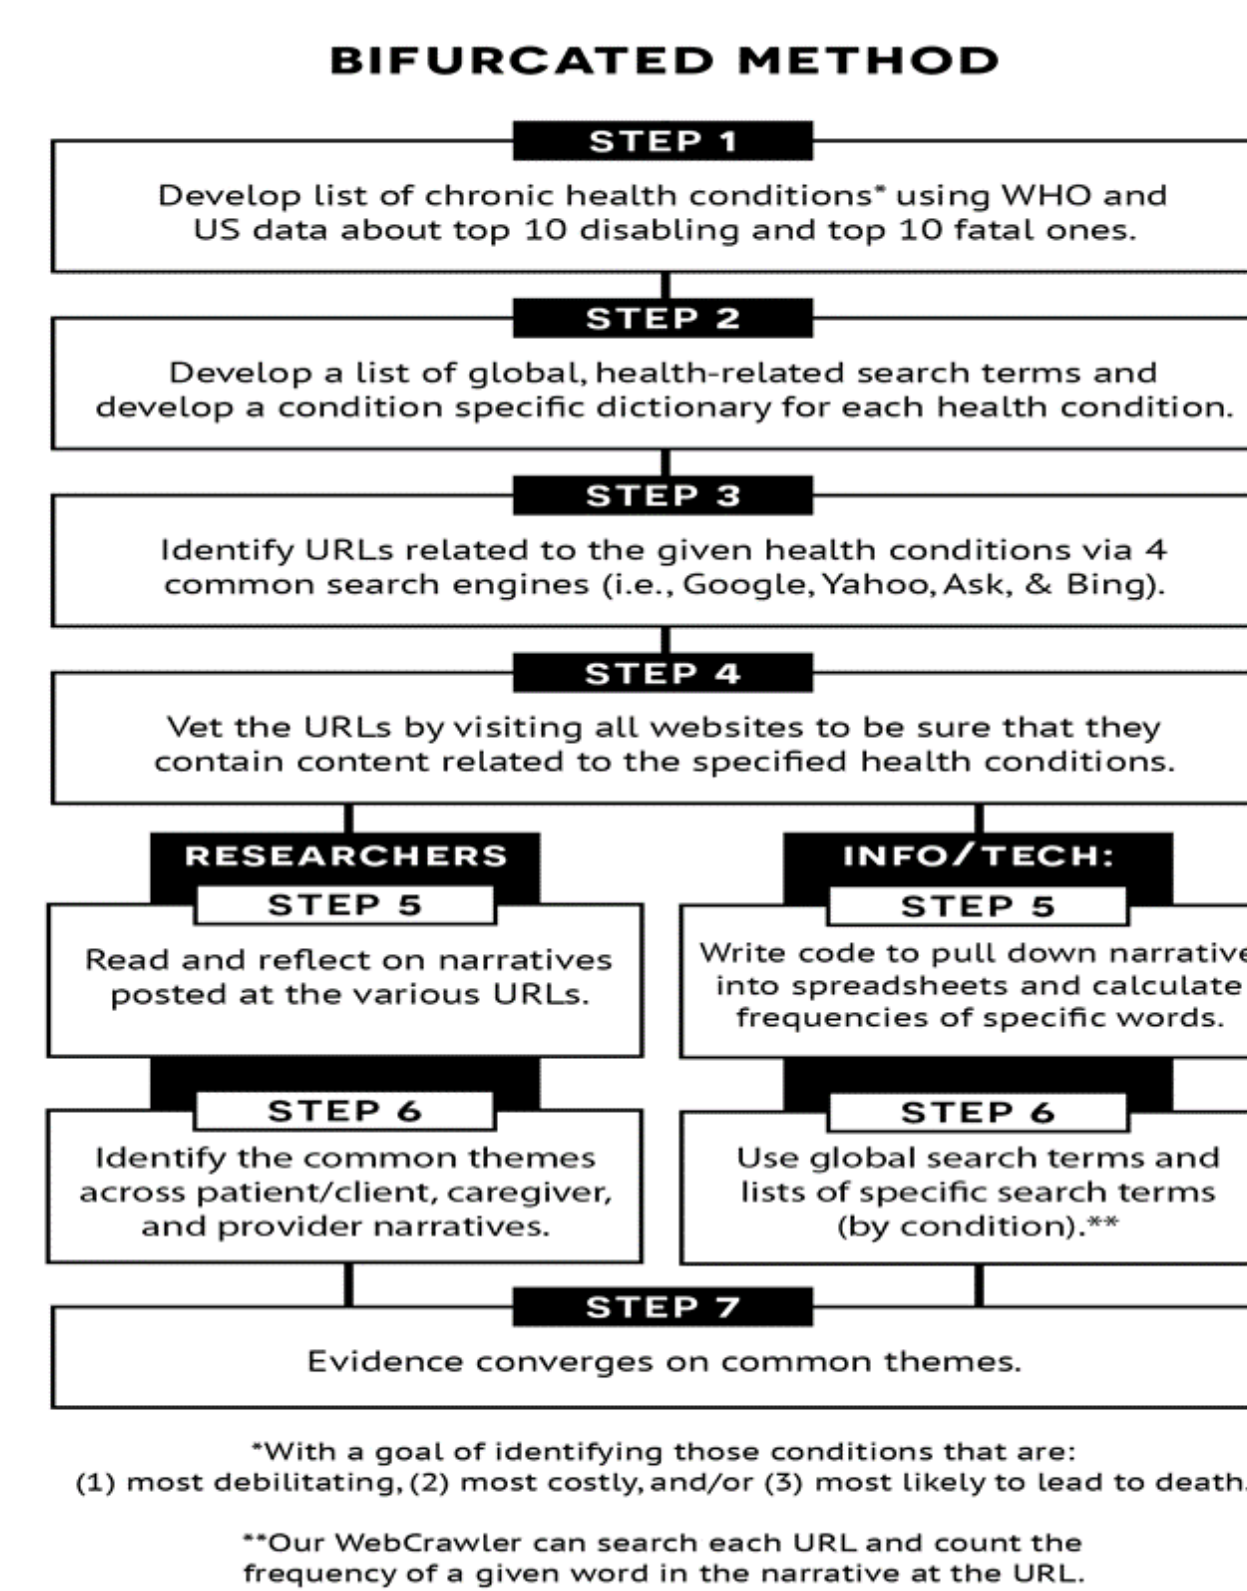 BIFURCATED METHOD
STEP 1
Develop list of chronic health conditions* using WHO and
US data about top 10 disabling and top 10 fatal ones.
STEP 2
Develop a list of global, health-related search terms and
develop a condition specific dictionary for each health condition.
STEP 3
Identify URLs related to the given health conditions via 4
common search engines (i.e., Google, Yahoo, Ask, & Bing).
STEP 4
Vet the URLs by visiting all websites to be sure that they
contain content related to the specified health conditions.
RESEARCHERS
STEP 5
Read and reflect on narratives
posted at the various URLs.
STEP 6
Identify the common themes
across patient/client, caregiver,
and provider narratives.
INFO/TECH:
STEP 5
Write code to pull down narrative
into spreadsheets and calculate
frequencies of specific words.
STEP 6
Use global search terms and
lists of specific search terms
(by condition).**
STEP 7
Evidence converges on common themes.
*With a goal of identifying those conditions that are:
(1) most debilitating, (2) most costly, and/or (3) most likely to lead to death.
**Our WebCrawler can search each URL and count the
frequency of a given word in the narrative at the URL.